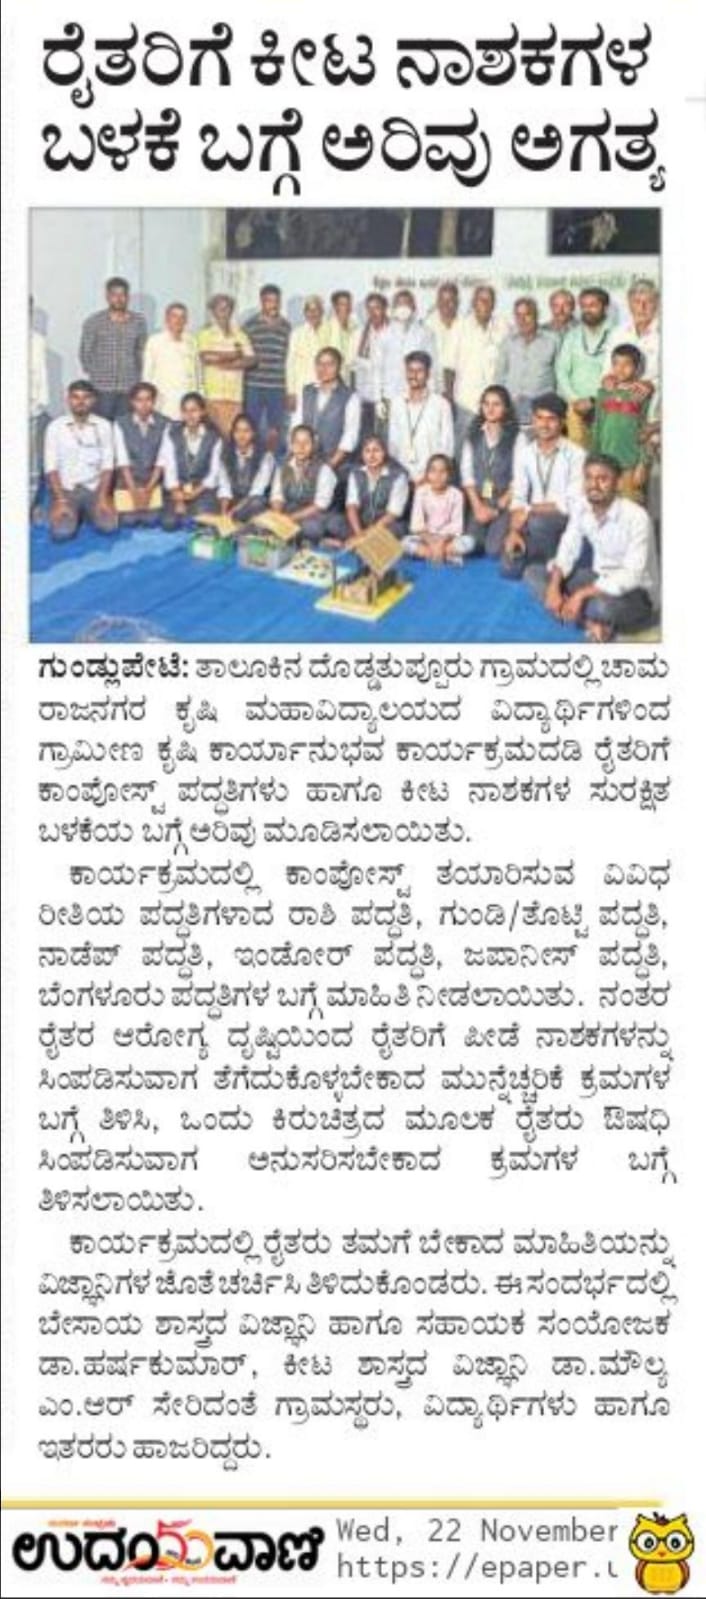 ರೈತರಿಗೆ ಕೀಟ ನಾಶಕಗಳ
ಬಳಕೆ ಬಗ್ಗೆ ಅರಿವು ಅಗತ್ಯ
ಗುಂಡ್ಲುಪೇಟೆ: ತಾಲೂಕಿನ ದೊಡ್ಡತುಪ್ಪೂರು ಗ್ರಾಮದಲ್ಲಿ ಚಾಮ
ರಾಜನಗರ ಕೃಷಿ ಮಹಾವಿದ್ಯಾಲಯದ ವಿದ್ಯಾರ್ಥಿಗಳಿಂದ
ಗ್ರಾಮೀಣ ಕೃಷಿ ಕಾರ್ಯಾನುಭವ ಕಾರ್ಯಕ್ರಮದಡಿ ರೈತರಿಗೆ
ಕಾಂಪೋಸ್ಟ್ ಪದ್ಧತಿಗಳು ಹಾಗೂ ಕೀಟ ನಾಶಕಗಳ ಸುರಕ್ಷಿತ
ಬಳಕೆಯ ಬಗ್ಗೆ ಅರಿವು ಮೂಡಿಸಲಾಯಿತು.
ಕಾರ್ಯಕ್ರಮದಲ್ಲಿ ಕಾಂಪೋಸ್ಟ್ ತಯಾರಿಸುವ ವಿವಿಧ
ರೀತಿಯ ಪದ್ಧತಿಗಳಾದ ರಾಶಿ ಪದ್ಧತಿ, ಗುಂಡಿ/ತೊಟ್ಟಿ ಪದ್ಧತಿ,
ನಾಡೆಪ್ ಪದ್ಧತಿ, ಇಂಡೋರ್ ಪದ್ಧತಿ, ಜಪಾನೀಸ್ ಪದ್ಧತಿ,
ಬೆಂಗಳೂರು ಪದ್ಧತಿಗಳ ಬಗ್ಗೆ ಮಾಹಿತಿ ನೀಡಲಾಯಿತು. ನಂತರ
ರೈತರ ಆರೋಗ್ಯ ದೃಷ್ಟಿಯಿಂದ ರೈತರಿಗೆ ಪೀಡೆ ನಾಶಕಗಳನ್ನು
ಸಿಂಪಡಿಸುವಾಗ ತೆಗೆದುಕೊಳ್ಳಬೇಕಾದ ಮುನ್ನೆಚ್ಚರಿಕೆ ಕ್ರಮಗಳ
ಬಗ್ಗೆ ತಿಳಿಸಿ, ಒಂದು ಕಿರುಚಿತ್ರದ ಮೂಲಕ ರೈತರು ಔಷಧಿ
ಸಿಂಪಡಿಸುವಾಗ ಅನುಸರಿಸಬೇಕಾದ ಕ್ರಮಗಳ ಬಗ್ಗೆ
ತಿಳಿಸಲಾಯಿತು.
ಕಾರ್ಯಕ್ರಮದಲ್ಲಿ ರೈತರು ತಮಗೆ ಬೇಕಾದ ಮಾಹಿತಿಯನ್ನು
ವಿಜ್ಞಾನಿಗಳ ಜೊತೆ ಚರ್ಚಿಸಿ ತಿಳಿದುಕೊಂಡರು. ಈ ಸಂದರ್ಭದಲ್ಲಿ
ಬೇಸಾಯ ಶಾಸ್ತ್ರದ ವಿಜ್ಞಾನಿ ಹಾಗೂ ಸಹಾಯಕ ಸಂಯೋಜಕ
ಡಾ.ಹರ್ಷಕುಮಾರ್, ಕೀಟ ಶಾಸ್ತ್ರದ ವಿಜ್ಞಾನಿ ಡಾ.ಮೌಲ್ಯ
ಎಂ.ಆರ್ ಸೇರಿದಂತೆ ಗ್ರಾಮಸ್ಥರು, ವಿದ್ಯಾರ್ಥಿಗಳು ಹಾಗೂ
ಇತರರು ಹಾಜರಿದ್ದರು.
ಉದಯವಾಣಿ
Wed, 22 November
https://epaper.u